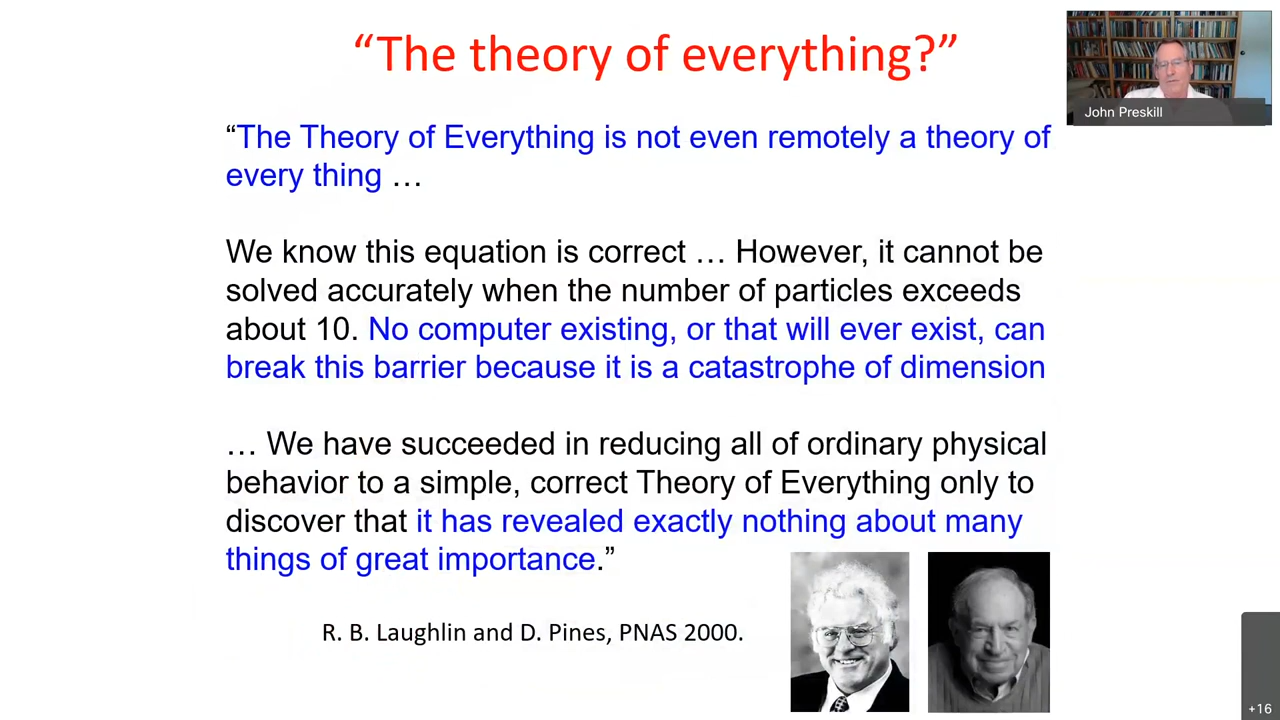 “The theory of everything?”
John Preskill
“The Theory of Everything is not even remotely a theory of
every thing …
We know this equation is correct … However, it cannot be
solved accurately when the number of particles exceeds
about 10. No computer existing, or that will ever exist, can
break this barrier because it is a catastrophe of dimension
… We have succeeded in reducing all of ordinary physical
behavior to a simple, correct Theory of Everything only to
discover that it has revealed exactly nothing about many
things of great importance.”
R. B. Laughlin and D. Pines, PNAS 2000.
+16